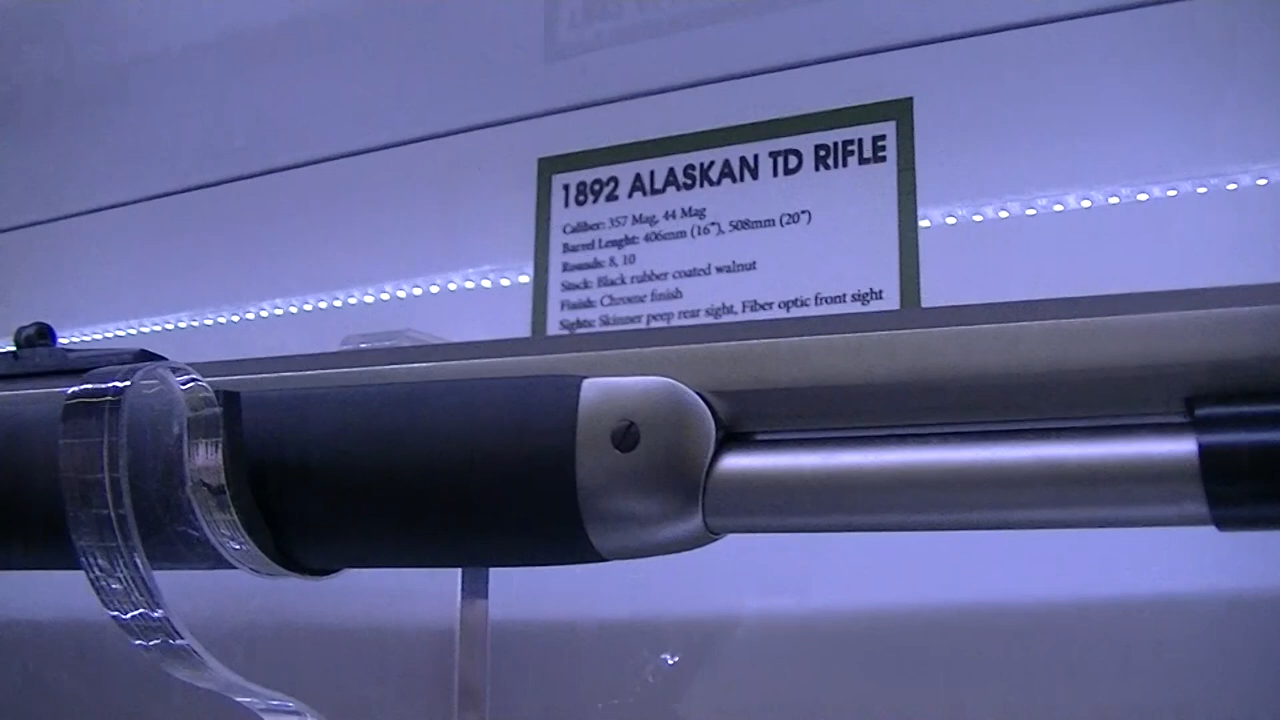 1892 ALASKAN TD RIFLE
Caliber: 357 Mag, 44 Mag
Barrel Lenght: 406mm (16"), 508mm (20")
Rounds: 8, 10
Stock: Black rubber coated walnut
Finish: Chrome finish
Sights: Skinner peep rear sight, Fiber optic front sight